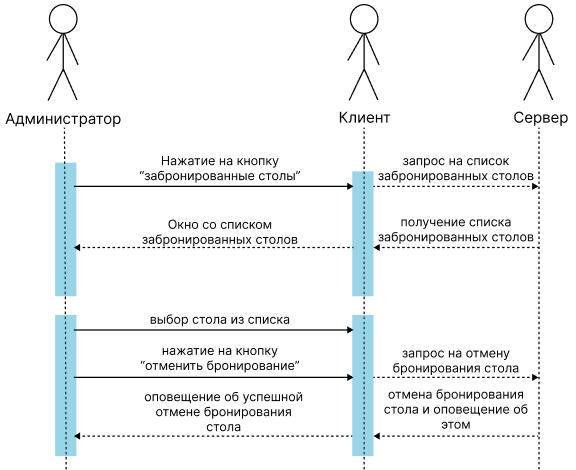 Администратор
Клиент
Сервер
Нажатие на кнопку
“забронированные столы”
запрос на список
забронированных столов
Окно со списком
забронированных столов
получение списка
забронированных столов
выбор стола из списка
нажатие на кнопку
“отменить бронирование”
запрос на отмену
бронирования стола
оповещение об успешной
отмене бронирования
стола
отмена бронирования
стола и оповещение об
этом